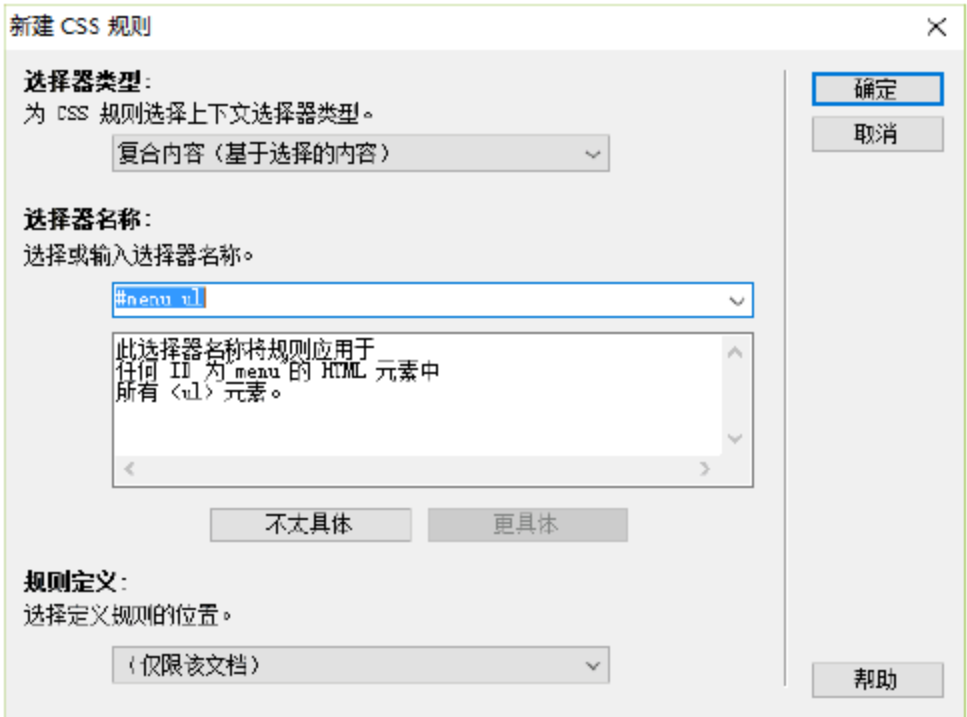 新建 CSS 规则
选择器类型：
为 CSS 规则选择上下文选择器类型。
复合内容（基于选择的内容）
确定
取消
选择器名称：
选择或输入选择器名称。
#menu ul
此选择器名称将规则应用于
任何 ID 为"menu"的 HTML 元素中
所有 <ul> 元素。
不太具体
更具体
规则定义：
选择定义规则的位置。
（仅限该文档）
帮助